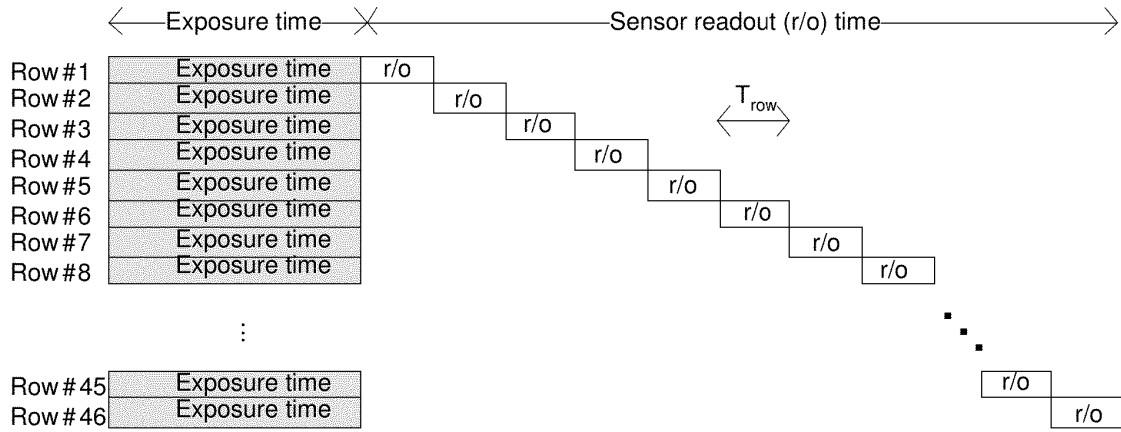 Exposure time Sensor readout (r/o) time
Row #1 Exposure time r/o
Row #2 Exposure time r/o
Row #3 Exposure time r/o
Row #4 Exposure time r/o
Row #5 Exposure time r/o
Row #6 Exposure time r/o
Row #7 Exposure time r/o
Row #8 Exposure time r/o
Trow
⋮
Row #45 Exposure time r/o
Row #46 Exposure time r/o